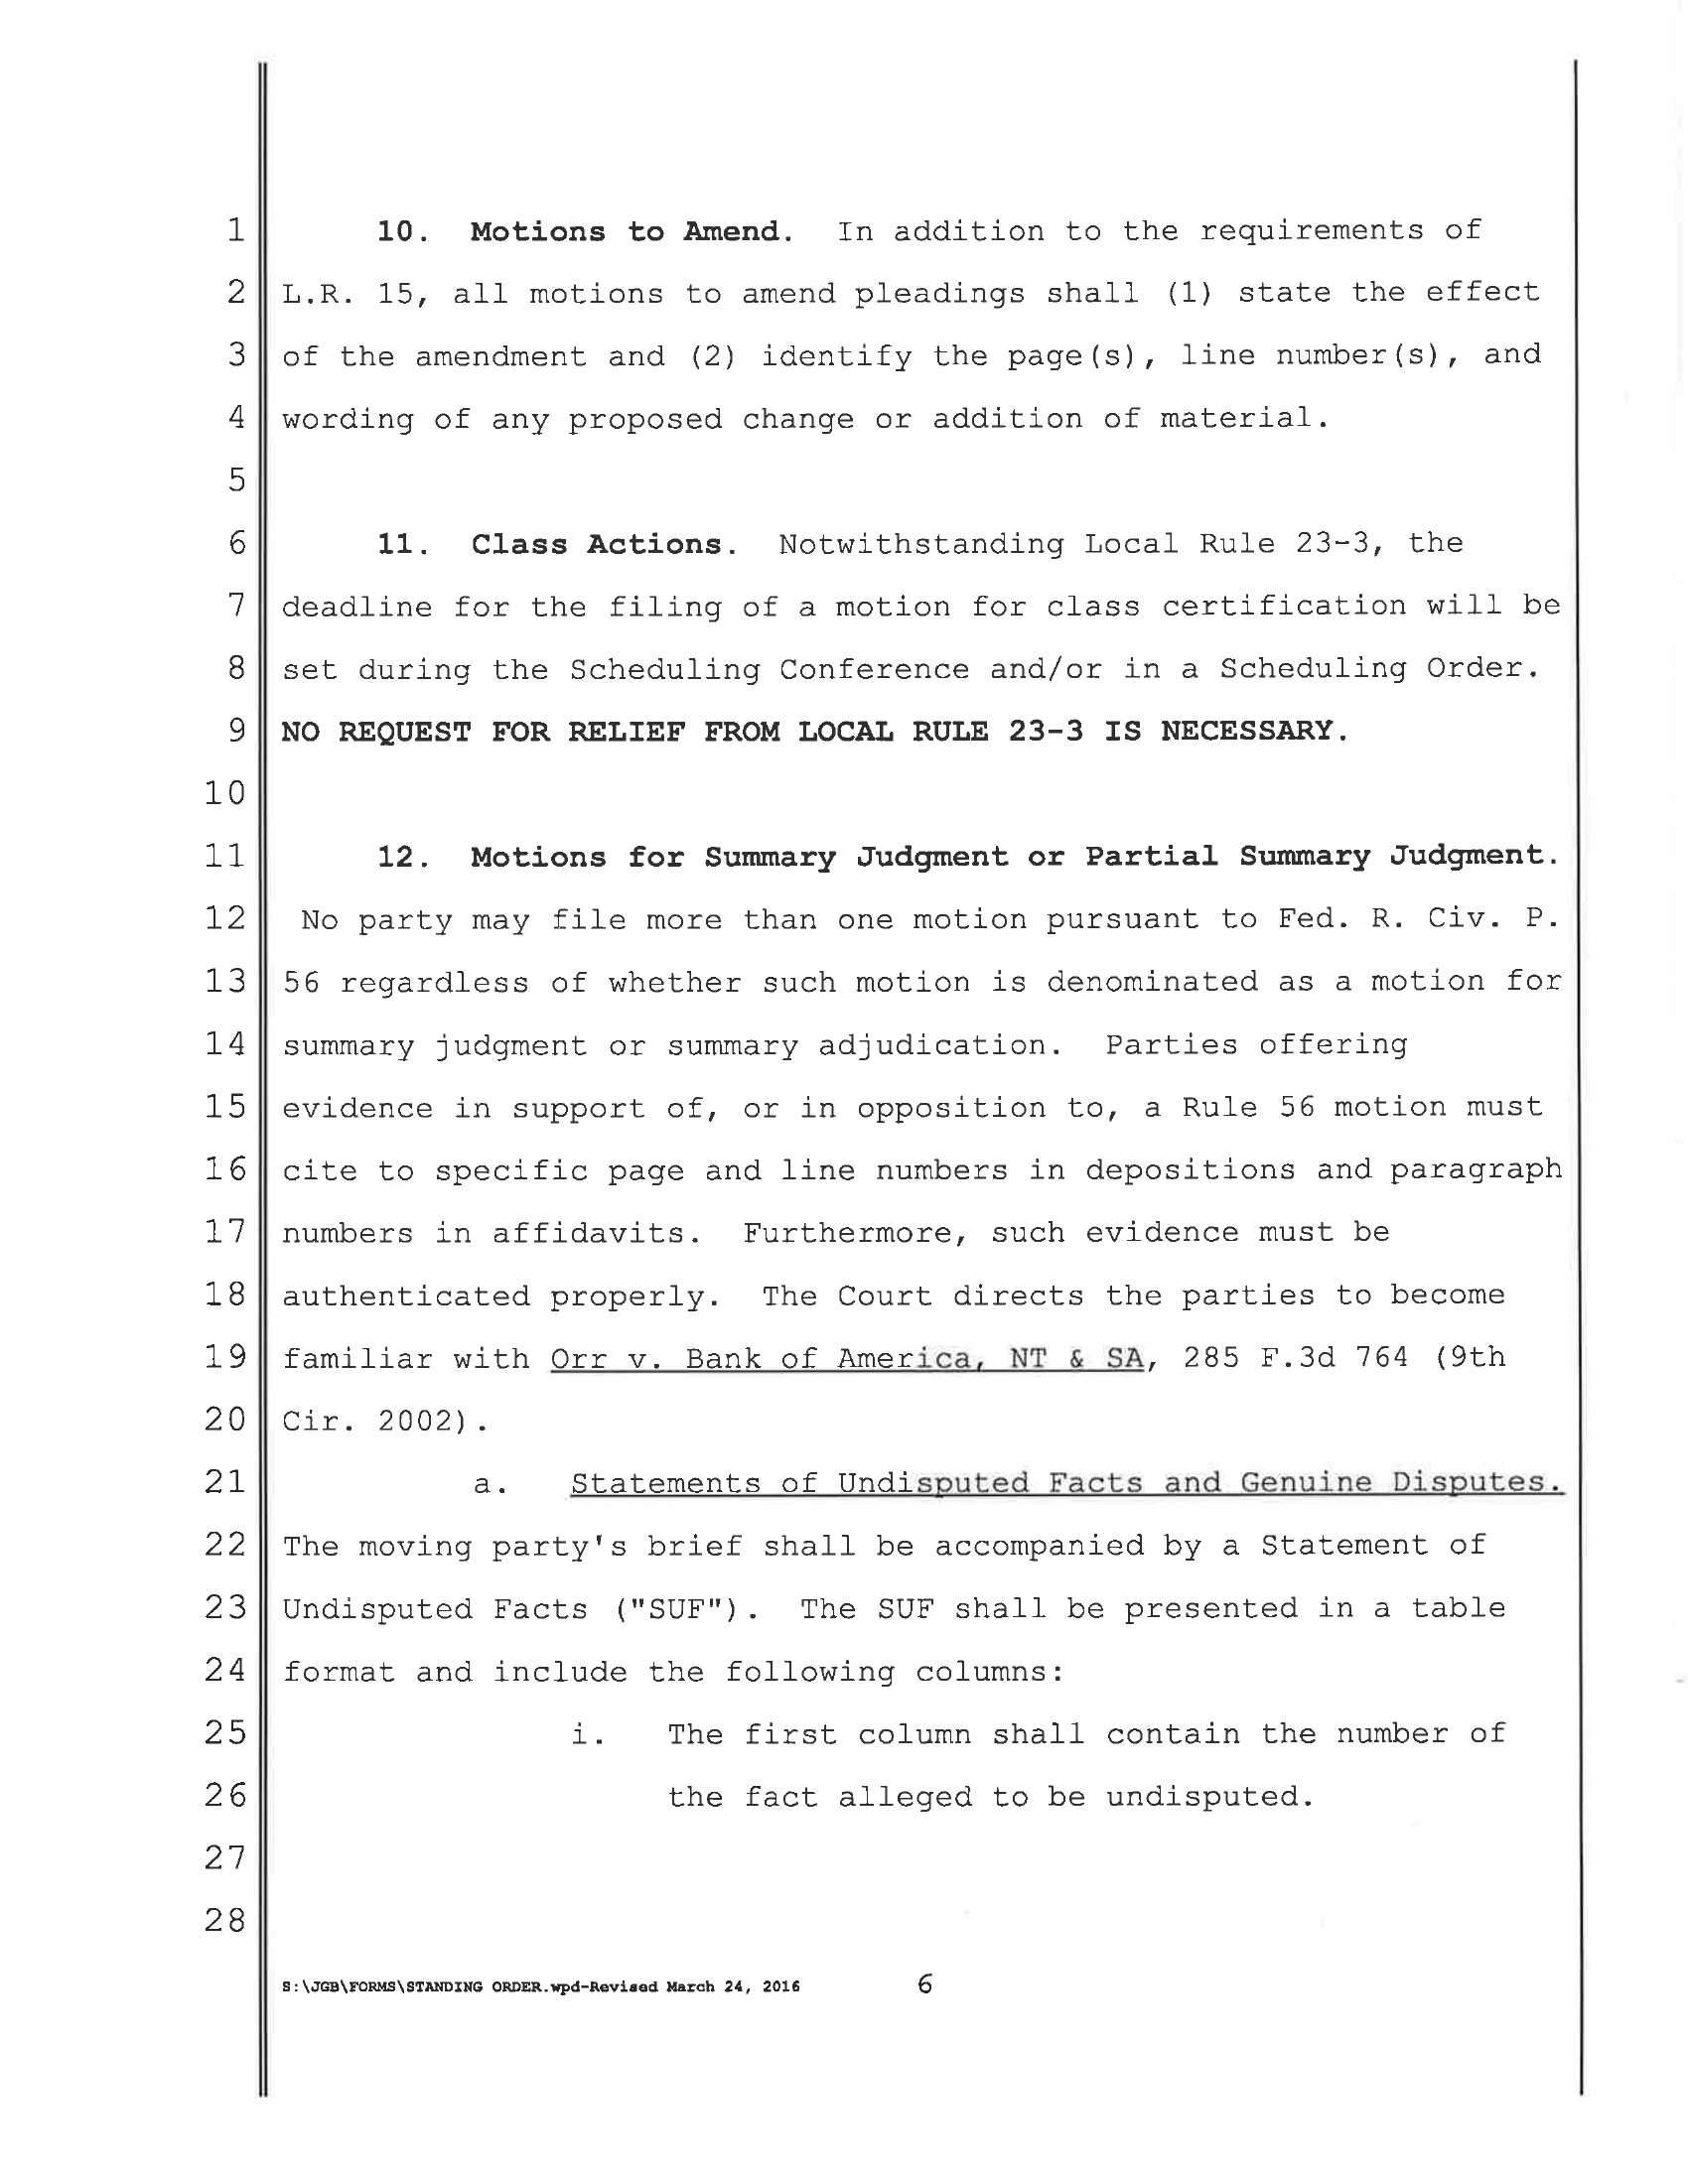 1 10. Motions to Amend. In addition to the requirements of
2 L.R. 15, all motions to amend pleadings shall (1) state the effect
3 of the amendment and (2) identify the page(s), line number(s), and
4 wording of any proposed change or addition of material.
5
6 11. Class Actions. Notwithstanding Local Rule 23-3, the
7 deadline for the filing of a motion for class certification will be
8 set during the Scheduling Conference and/or in a Scheduling Order.
9 NO REQUEST FOR RELIEF FROM LOCAL RULE 23-3 IS NECESSARY.
10
11 12. Motions for Summary Judgment or Partial Summary Judgment.
12 No party may file more than one motion pursuant to Fed. R. Civ. P.
13 56 regardless of whether such motion is denominated as a motion for
14 summary judgment or summary adjudication. Parties offering
15 evidence in support of, or in opposition to, a Rule 56 motion must
16 cite to specific page and line numbers in depositions and paragraph
17 numbers in affidavits. Furthermore, such evidence must be
18 authenticated properly. The Court directs the parties to become
19 familiar with Orr v. Bank of America, NT & SA, 285 F.3d 764 (9th
20 Cir. 2002).
21 a. Statements of Undisputed Facts and Genuine Disputes.
22 The moving party's brief shall be accompanied by a Statement of
23 Undisputed Facts ("SUF"). The SUF shall be presented in a table
24 format and include the following columns:
25 i. The first column shall contain the number of
26 the fact alleged to be undisputed.
27
28
S:\JGB\FORMS\STANDING ORDER.wpd-Revised March 24, 2016 6